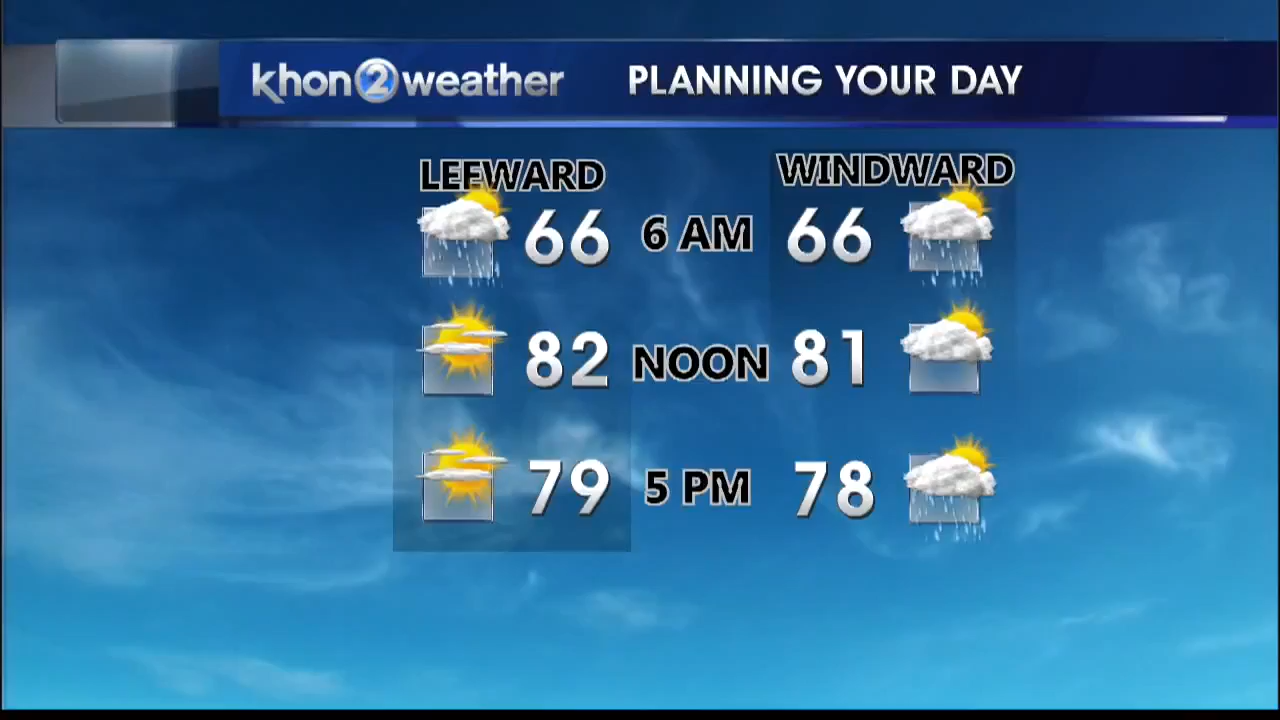 khon2weather PLANNING YOUR DAY
LEEWARD WINDWARD
66 6 AM 66
82 NOON 81
79 5 PM 78